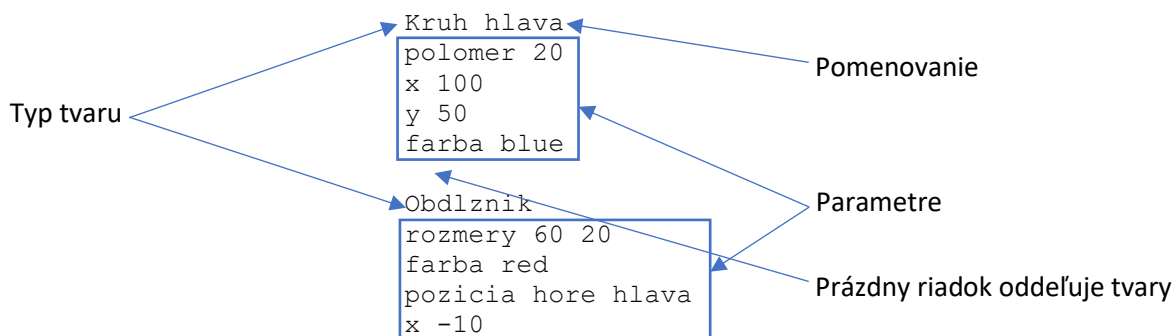 Kruh hlava
polomer 20
x 100
y 50
farba blue
Obdlznik
rozmery 60 20
farba red
pozicia hore hlava
x -10
Typ tvaru
Pomenovanie
Parametre
Prázdny riadok oddeľuje tvary